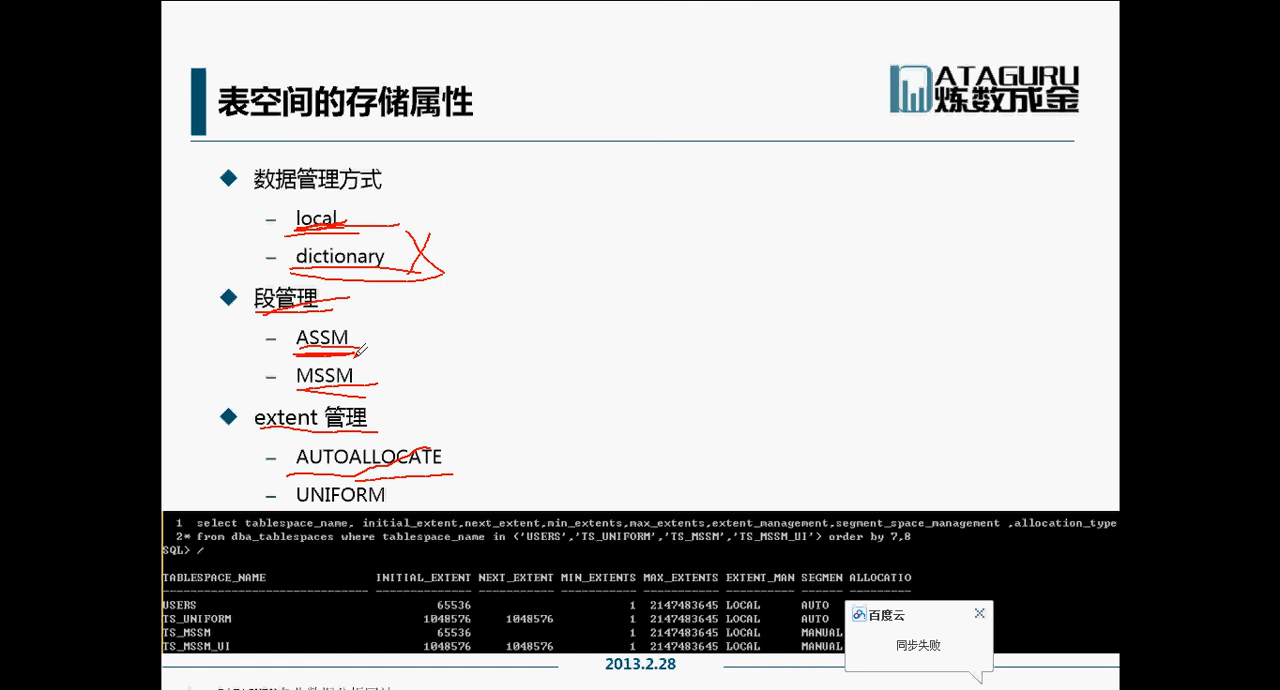 表空间的存储属性
ATAGURU
炼数成金
数据管理方式
– local
– dictionary
段管理
– ASSM
– MSSM
extent 管理
– AUTOALLOCATE
– UNIFORM
1 select tablespace_name, initial_extent,next_extent,min_extents,max_extents,extent_management,segment_space_management ,allocation_type
2* from dba_tablespaces where tablespace_name in ('USERS','TS_UNIFORM','TS_MSSM','TS_MSSM_UI') order by 7,8
SQL> /
TABLESPACE_NAME INITIAL_EXTENT NEXT_EXTENT MIN_EXTENTS MAX_EXTENTS EXTENT_MAN SEGMEN ALLOCATIO
USERS 65536 1 2147483645 LOCAL AUTO
TS_UNIFORM 1048576 1048576 1 2147483645 LOCAL AUTO
TS_MSSM 65536 1 2147483645 LOCAL MANUAL
TS_MSSM_UI 1048576 1048576 1 2147483645 LOCAL MANUAL
百度云
同步失败
2013.2.28